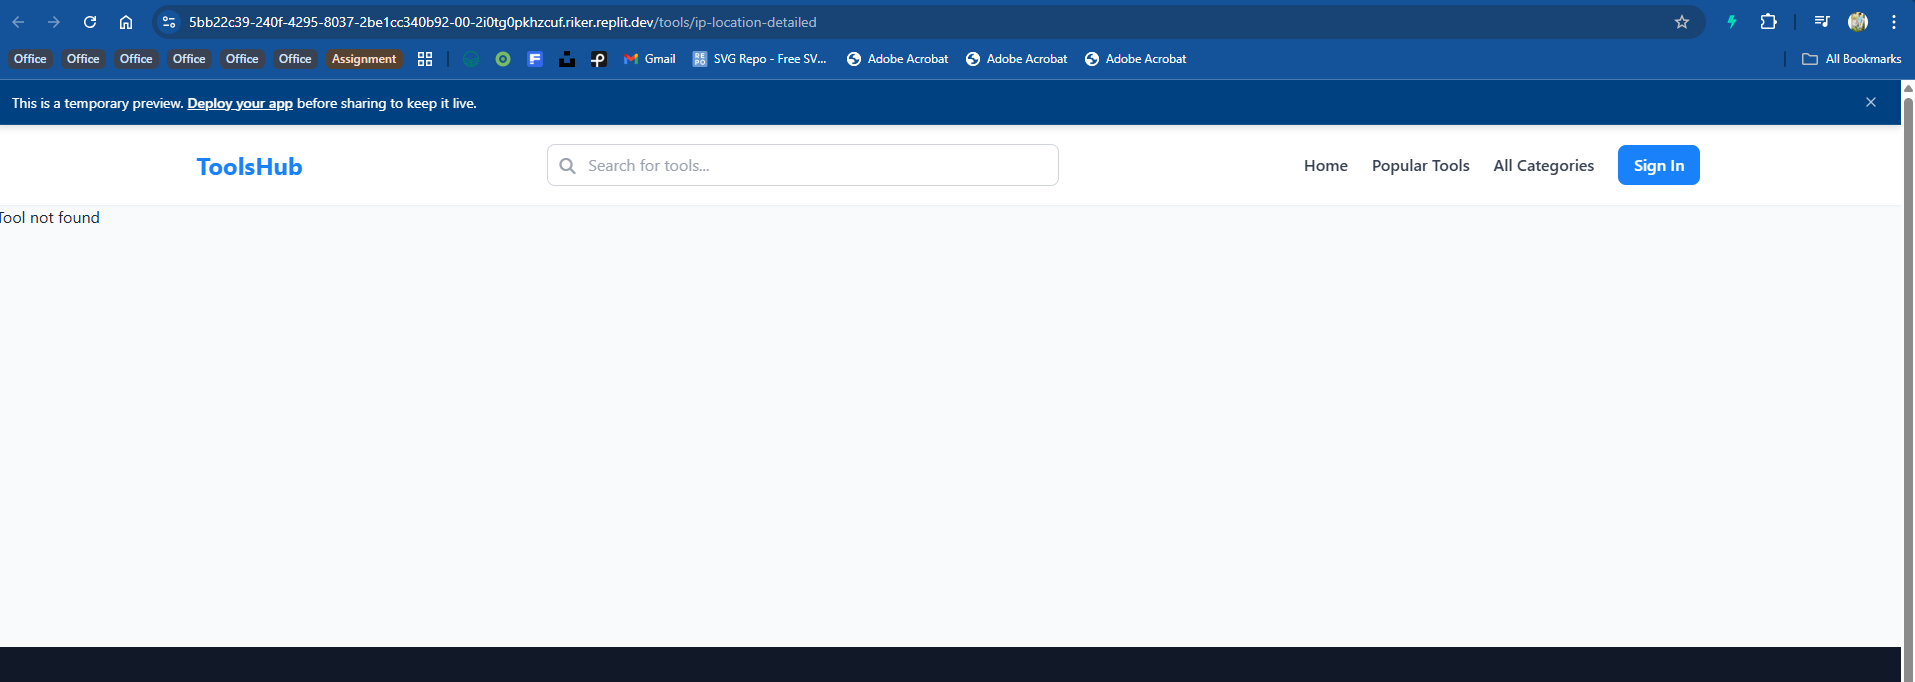 5bb22c39-240f-4295-8037-2be1cc340b92-00-2i0tg0pkhzcuf.riker.replit.dev/tools/ip-location-detailed
Office Office Office Office Office Office Assignment Gmail SVG Repo - Free SV... Adobe Acrobat Adobe Acrobat Adobe Acrobat All Bookmarks
This is a temporary preview. Deploy your app before sharing to keep it live.
ToolsHub Search for tools... Home Popular Tools All Categories Sign In
Tool not found